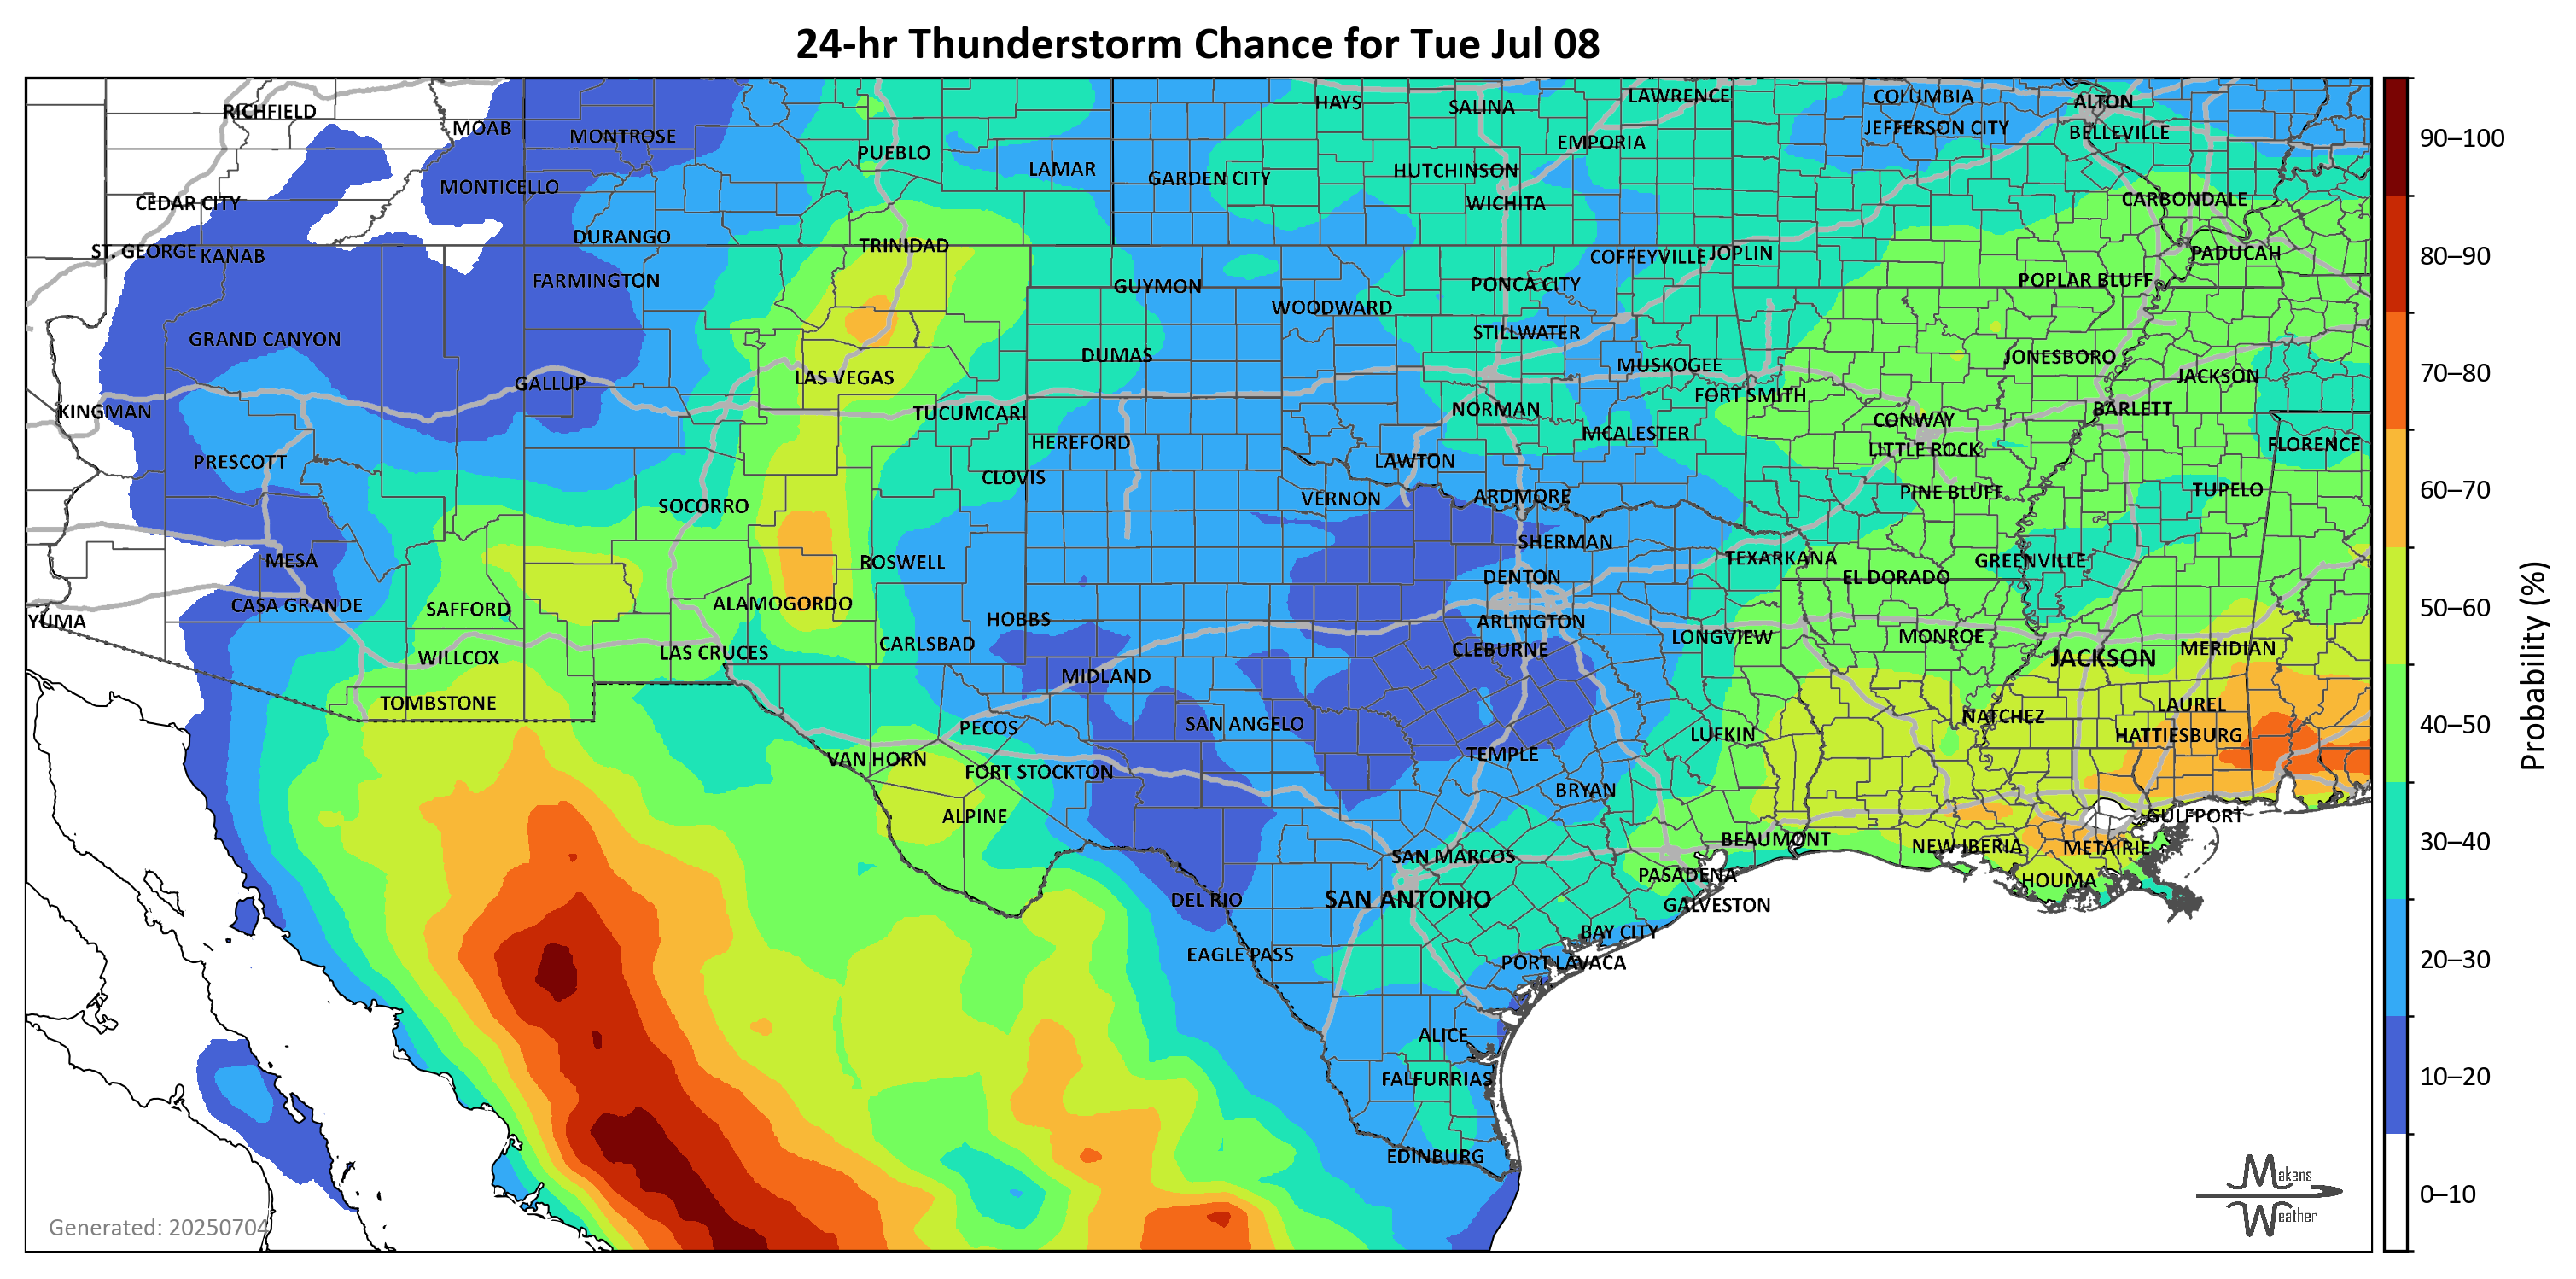 24-hr Thunderstorm Chance for Tue Jul 08
RICHFIELD
MOAB
MONTROSE
PUEBLO
LAMAR
GARDEN CITY
HAYS
SALINA
LAWRENCE
EMPORIA
HUTCHINSON
WICHITA
COLUMBIA
JEFFERSON CITY
ALTON
BELLEVILLE
CARBONDALE
MONTICELLO
CEDAR CITY
ST. GEORGE
KANAB
DURANGO
TRINIDAD
FARMINGTON
GUYMON
WOODWARD
PONCA CITY
COFFEYVILLE
JOPLIN
POPLAR BLUFF
PADUCAH
GRAND CANYON
STILLWATER
DUMAS
MUSKOGEE
JONESBORO
JACKSON
GALLUP
LAS VEGAS
KINGMAN
TUCUMCARI
NORMAN
FORT SMITH
CONWAY
BARLETT
HEREFORD
MCALESTER
LITTLE ROCK
FLORENCE
PRESCOTT
CLOVIS
LAWTON
SOCORRO
VERNON
ARDMORE
PINE BLUFF
TUPELO
MESA
ROSWELL
SHERMAN
TEXARKANA
GREENVILLE
DENTON
EL DORADO
CASA GRANDE
SAFFORD
ALAMOGORDO
YUMA
HOBBS
ARLINGTON
LONGVIEW
MONROE
WILLCOX
LAS CRUCES
CARLSBAD
CLEBURNE
JACKSON
MERIDIAN
TOMBSTONE
MIDLAND
PECOS
SAN ANGELO
LUFKIN
NATCHEZ
LAUREL
HATTIESBURG
VAN HORN
FORT STOCKTON
TEMPLE
BRYAN
ALPINE
BEAUMONT
GULFPORT
SAN MARCOS
NEW IBERIA
METAIRIE
PASADENA
HOUMA
DEL RIO
SAN ANTONIO
GALVESTON
BAY CITY
EAGLE PASS
PORT LAVACA
ALICE
FALFURRIAS
EDINBURG
Generated: 20250704
Makens
Weather
90–100
80–90
70–80
60–70
50–60
40–50
30–40
20–30
10–20
0–10
Probability (%)